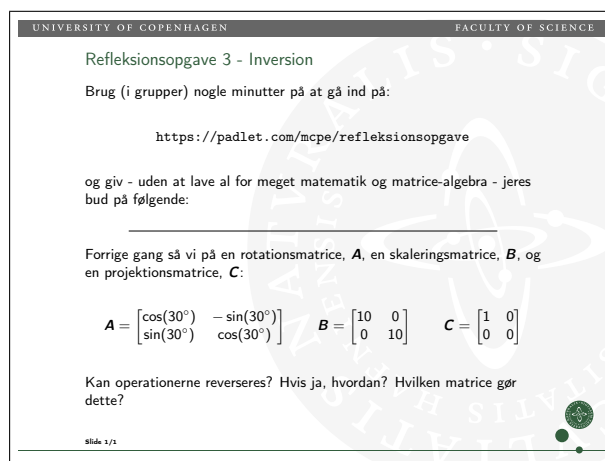 UNIVERSITY OF COPENHAGEN FACULTY OF SCIENCE
Refleksionsopgave 3 - Inversion
Brug (i grupper) nogle minutter på at gå ind på:
https://padlet.com/mcpe/refleksionsopgave
og giv - uden at lave al for meget matematik og matrice-algebra - jeres
bud på følgende:
Forrige gang så vi på en rotationsmatrice, A, en skaleringsmatrice, B, og
en projektionsmatrice, C:
A = [cos(30°) − sin(30°) B = [10 0 C = [1 0
sin(30°) cos(30°)] 0 10] 0 0]
Kan operationerne reverseres? Hvis ja, hvordan? Hvilken matrice gør
dette?
Slide 1/1